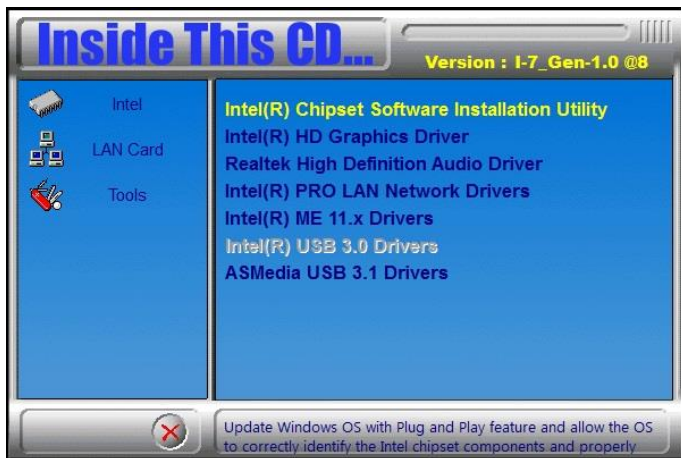 Inside This CD...
Version : I-7_Gen-1.0 @8
Intel
LAN Card
Tools
Intel(R) Chipset Software Installation Utility
Intel(R) HD Graphics Driver
Realtek High Definition Audio Driver
Intel(R) PRO LAN Network Drivers
Intel(R) ME 11.x Drivers
Intel(R) USB 3.0 Drivers
ASMedia USB 3.1 Drivers
Update Windows OS with Plug and Play feature and allow the OS
to correctly identify the Intel chipset components and properly